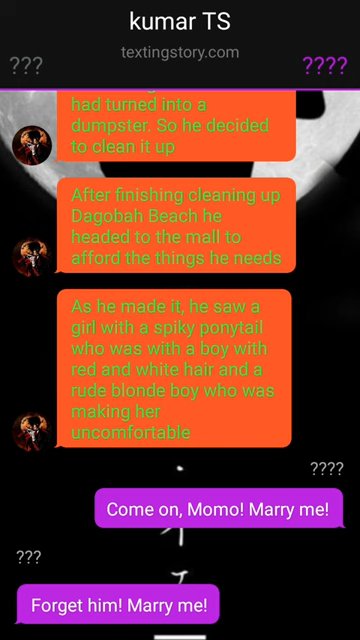 kumar TS
textingstory.com
???
????
had turned into a
dumpster. So he decided
to clean it up
After finishing cleaning up
Dagobah Beach he
headed to the mall to
afford the things he needs
As he made it, he saw a
girl with a spiky ponytail
who was with a boy with
red and white hair and a
rude blonde boy who was
making her
uncomfortable
????
Come on, Momo! Marry me!
???
Forget him! Marry me!